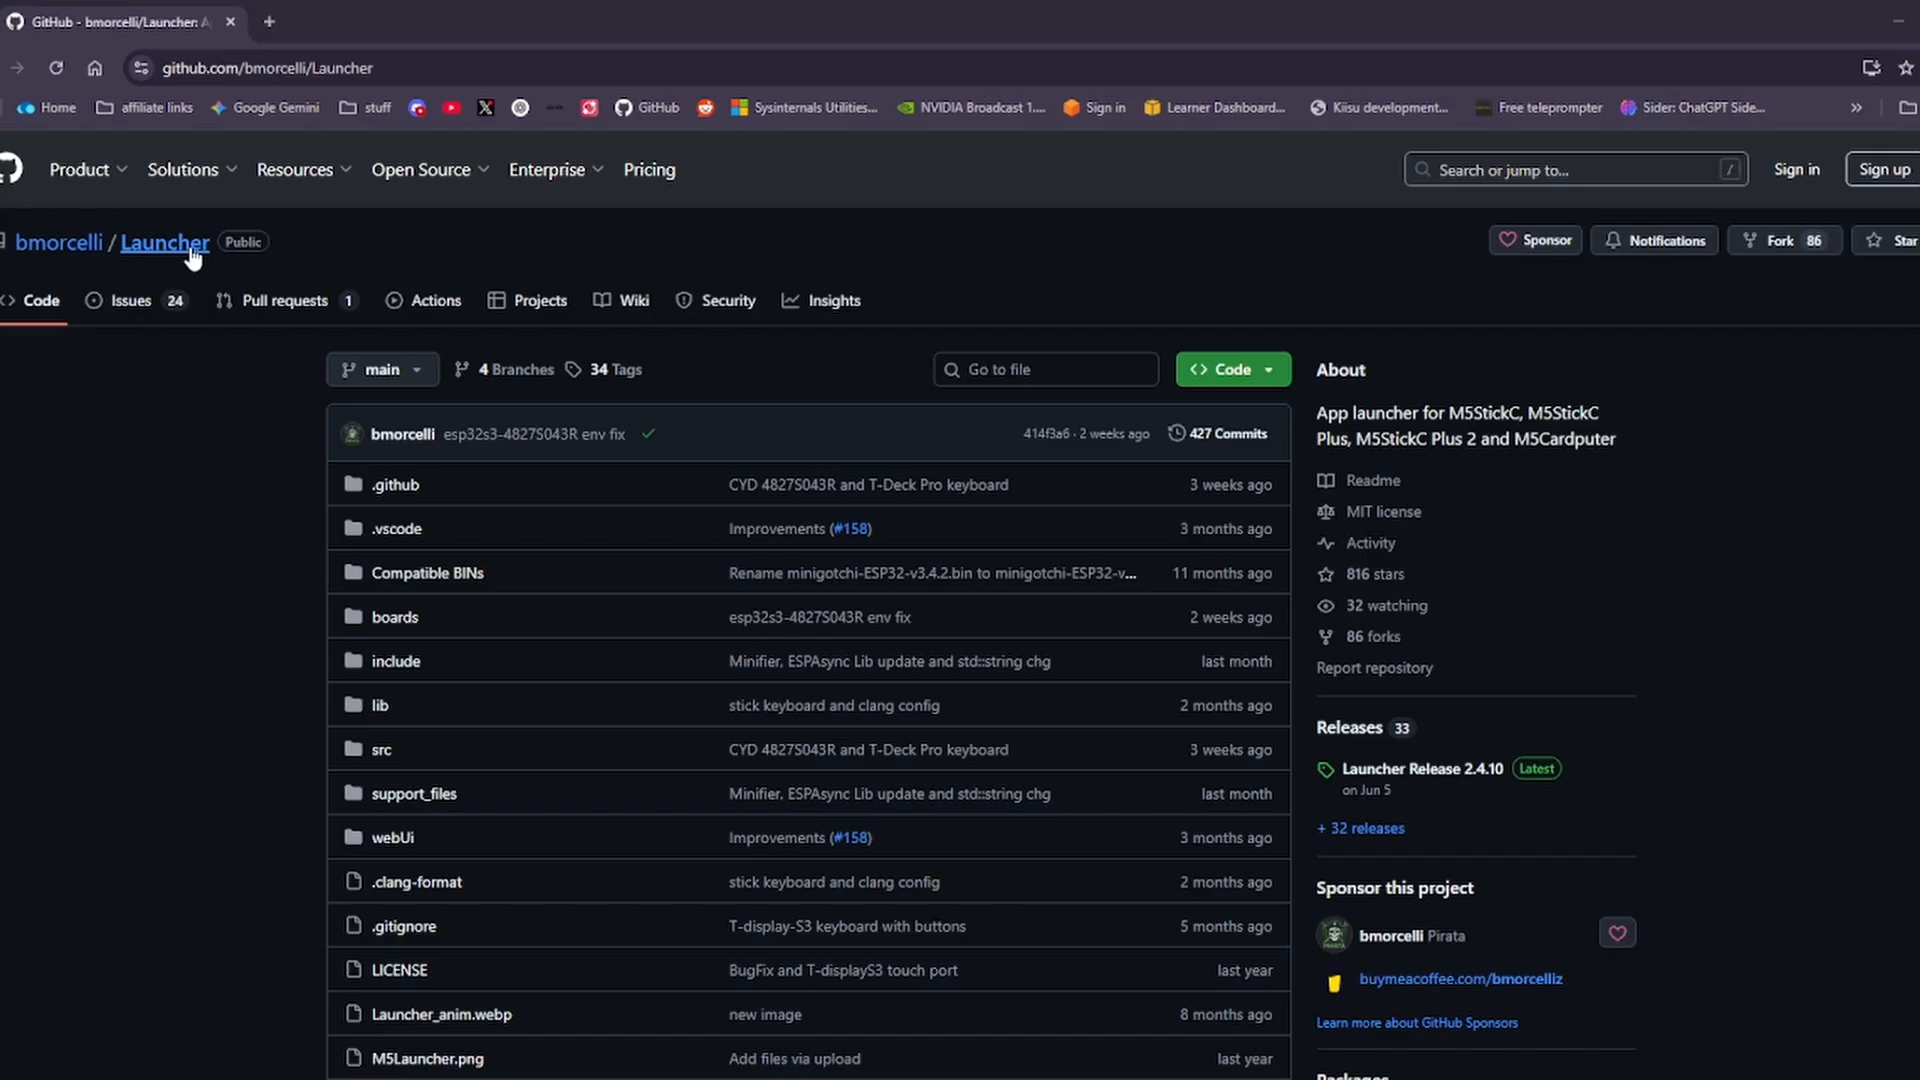 GitHub - bmorcelli/Launcher: A
github.com/bmorcelli/Launcher
Home affiliate links Google Gemini stuff GitHub Sysinternals Utilities... NVIDIA Broadcast 1.... Sign in Learner Dashboard... Kiisu development... Free teleprompter Sider: ChatGPT Side... »
Product Solutions Resources Open Source Enterprise Pricing Search or jump to... / Sign in Sign up
bmorcelli / Launcher Public Sponsor Notifications Fork 86 Star
Code Issues 24 Pull requests 1 Actions Projects Wiki Security Insights
main 4 Branches 34 Tags Go to file Code
bmorcelli esp32s3-4827S043R env fix 414f3a6 · 2 weeks ago 427 Commits
.github CYD 4827S043R and T-Deck Pro keyboard 3 weeks ago
.vscode Improvements (#158) 3 months ago
Compatible BINs Rename minigotchi-ESP32-v3.4.2.bin to minigotchi-ESP32-v... 11 months ago
boards esp32s3-4827S043R env fix 2 weeks ago
include Minifier, ESPAsync Lib update and std::string chg last month
lib stick keyboard and clang config 2 months ago
src CYD 4827S043R and T-Deck Pro keyboard 3 weeks ago
support_files Minifier, ESPAsync Lib update and std::string chg last month
webUi Improvements (#158) 3 months ago
.clang-format stick keyboard and clang config 2 months ago
.gitignore T-display-S3 keyboard with buttons 5 months ago
LICENSE BugFix and T-displayS3 touch port last year
Launcher_anim.webp new image 8 months ago
M5Launcher.png Add files via upload last year
About
App launcher for M5StickC, M5StickC
Plus, M5StickC Plus 2 and M5Cardputer
Readme
MIT license
Activity
816 stars
32 watching
86 forks
Report repository
Releases 33
Launcher Release 2.4.10 Latest
on Jun 5
+ 32 releases
Sponsor this project
bmorcelli Pirata
buymeacoffee.com/bmorcelliz
Learn more about GitHub Sponsors
Packages